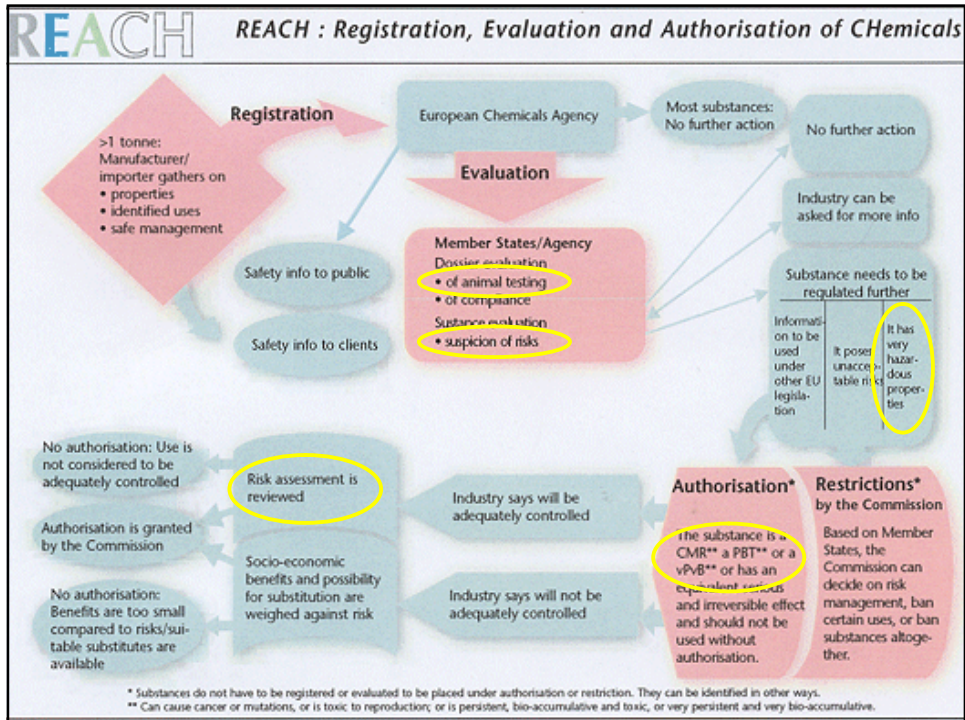 REACH
REACH : Registration, Evaluation and Authorisation of CHemicals
Registration
>1 tonne:
Manufacturer/
importer gathers on
• properties
• identified uses
• safe management
European Chemicals Agency
Most substances:
No further action
No further action
Evaluation
Industry can be
asked for more info
Member States/Agency
Dossier evaluation
• of animal testing
• of compliance
Sustance evaluation
• suspicion of risks
Safety info to public
Safety info to clients
Substance needs to be
regulated further
Informati-
on to be
used
under
other EU
legisla-
tion
It poses
unaccep-
table risks
It has
very
hazar-
dous
proper-
ties
No authorisation: Use is
not considered to be
adequately controlled
Authorisation is granted
by the Commission
No authorisation:
Benefits are too small
compared to risks/sui-
table substitutes are
available
Risk assessment is
reviewed
Socio-economic
benefits and possibility
for substitution are
weighed against risk
Industry says will be
adequately controlled
Industry says will not be
adequately controlled
Authorisation*
The substance is a
CMR** a PBT** or a
vPvB** or has an
equivalent serious
and irreversible effect
and should not be
used without
authorisation.
Restrictions*
by the Commission
Based on Member
States, the
Commission can
decide on risk
management, ban
certain uses, or ban
substances altoge-
ther.
* Substances do not have to be registered or evaluated to be placed under authorisation or restriction. They can be identified in other ways.
** Can cause cancer or mutations, or is toxic to reproduction; or is persistent, bio-accumulative and toxic, or very persistent and very bio-accumulative.